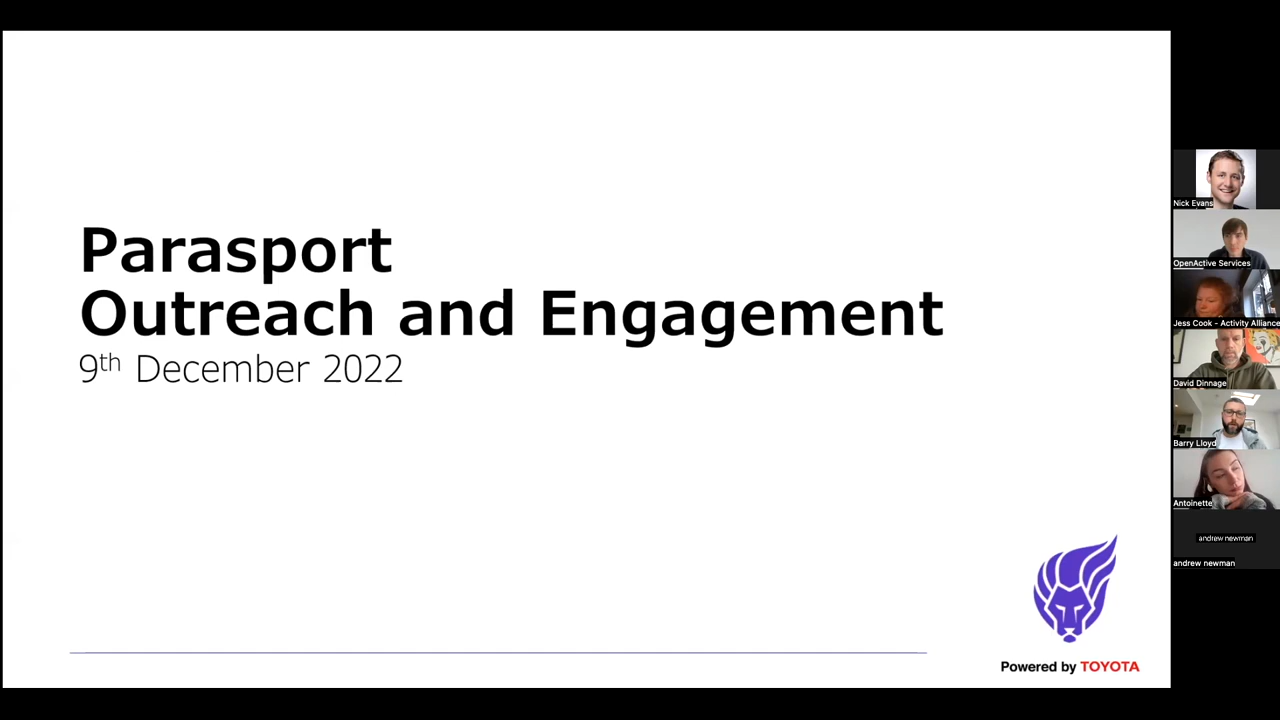 Parasport
Outreach and Engagement
9th December 2022
Powered by TOYOTA
Nick Evans
OpenActive Services
Jess Cook - Activity Alliance
David Dinnage
Barry Lloyd
Antoinette
andrew newman
andrew newman